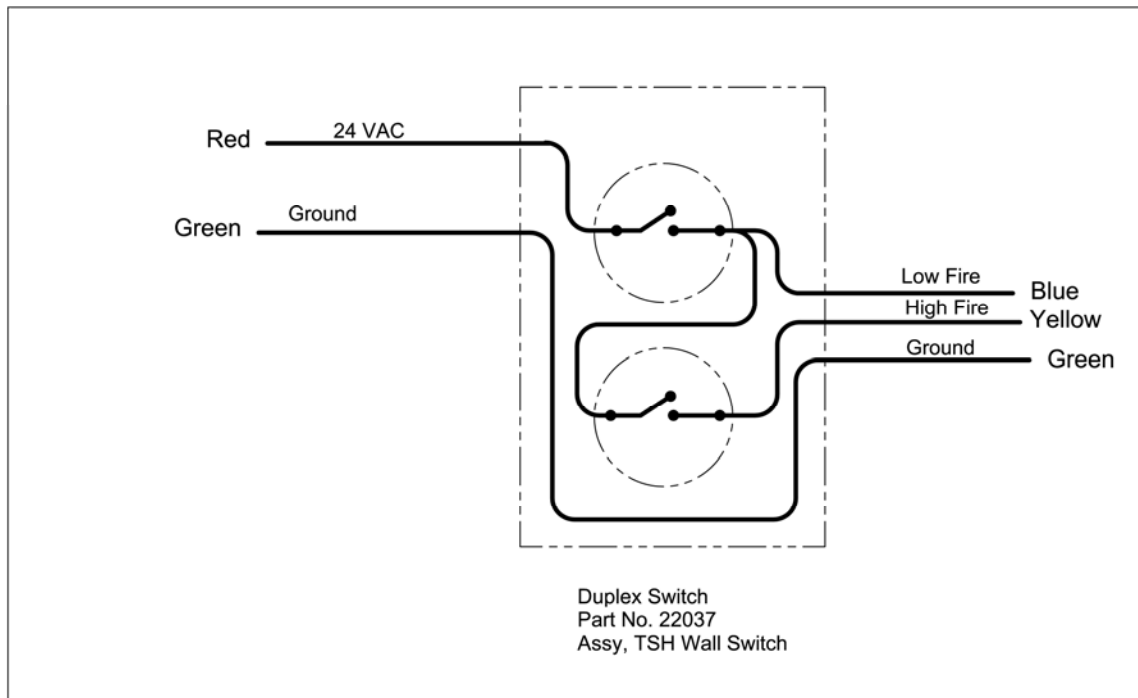 Red
24 VAC
Green
Ground
Low Fire
Blue
High Fire
Yellow
Ground
Green
Duplex Switch
Part No. 22037
Assy, TSH Wall Switch